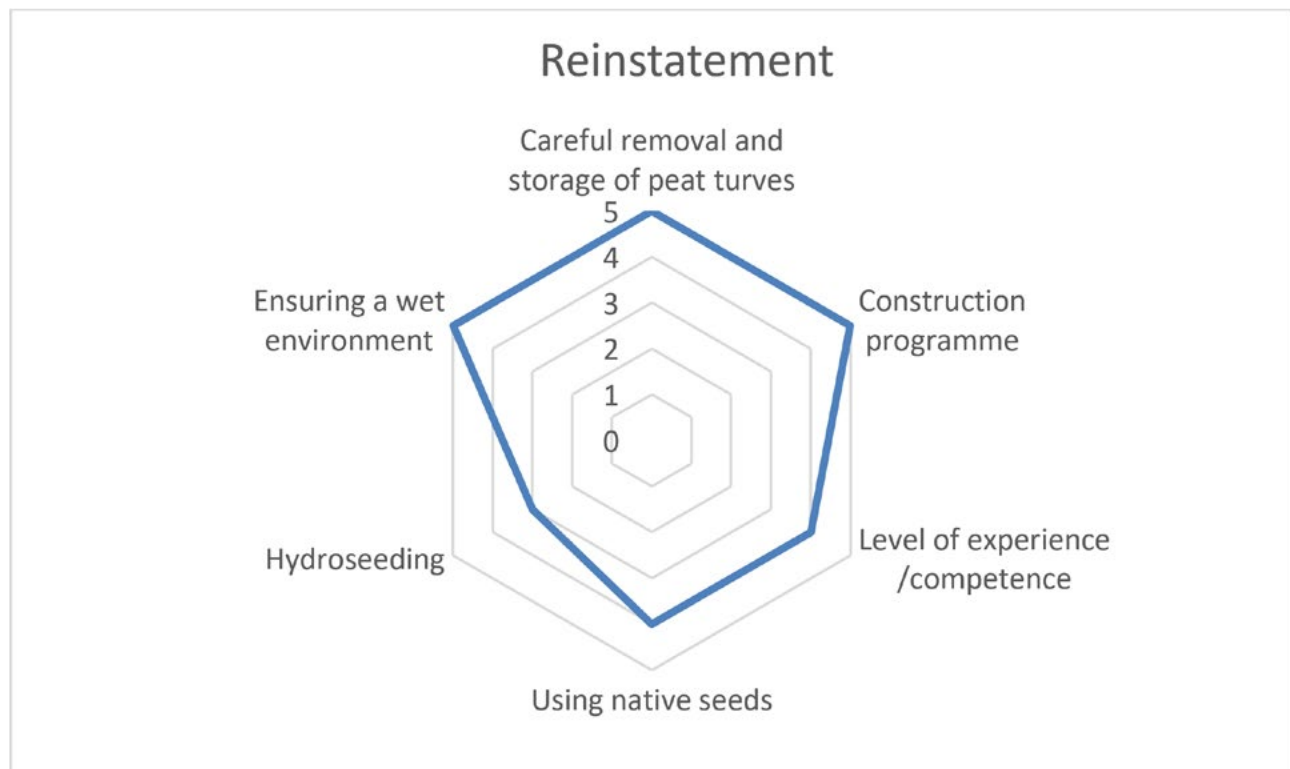 Reinstatement
Careful removal and
storage of peat turves
5
4
3
2
1
0
Construction
programme
Level of experience
/competence
Using native seeds
Hydroseeding
Ensuring a wet
environment